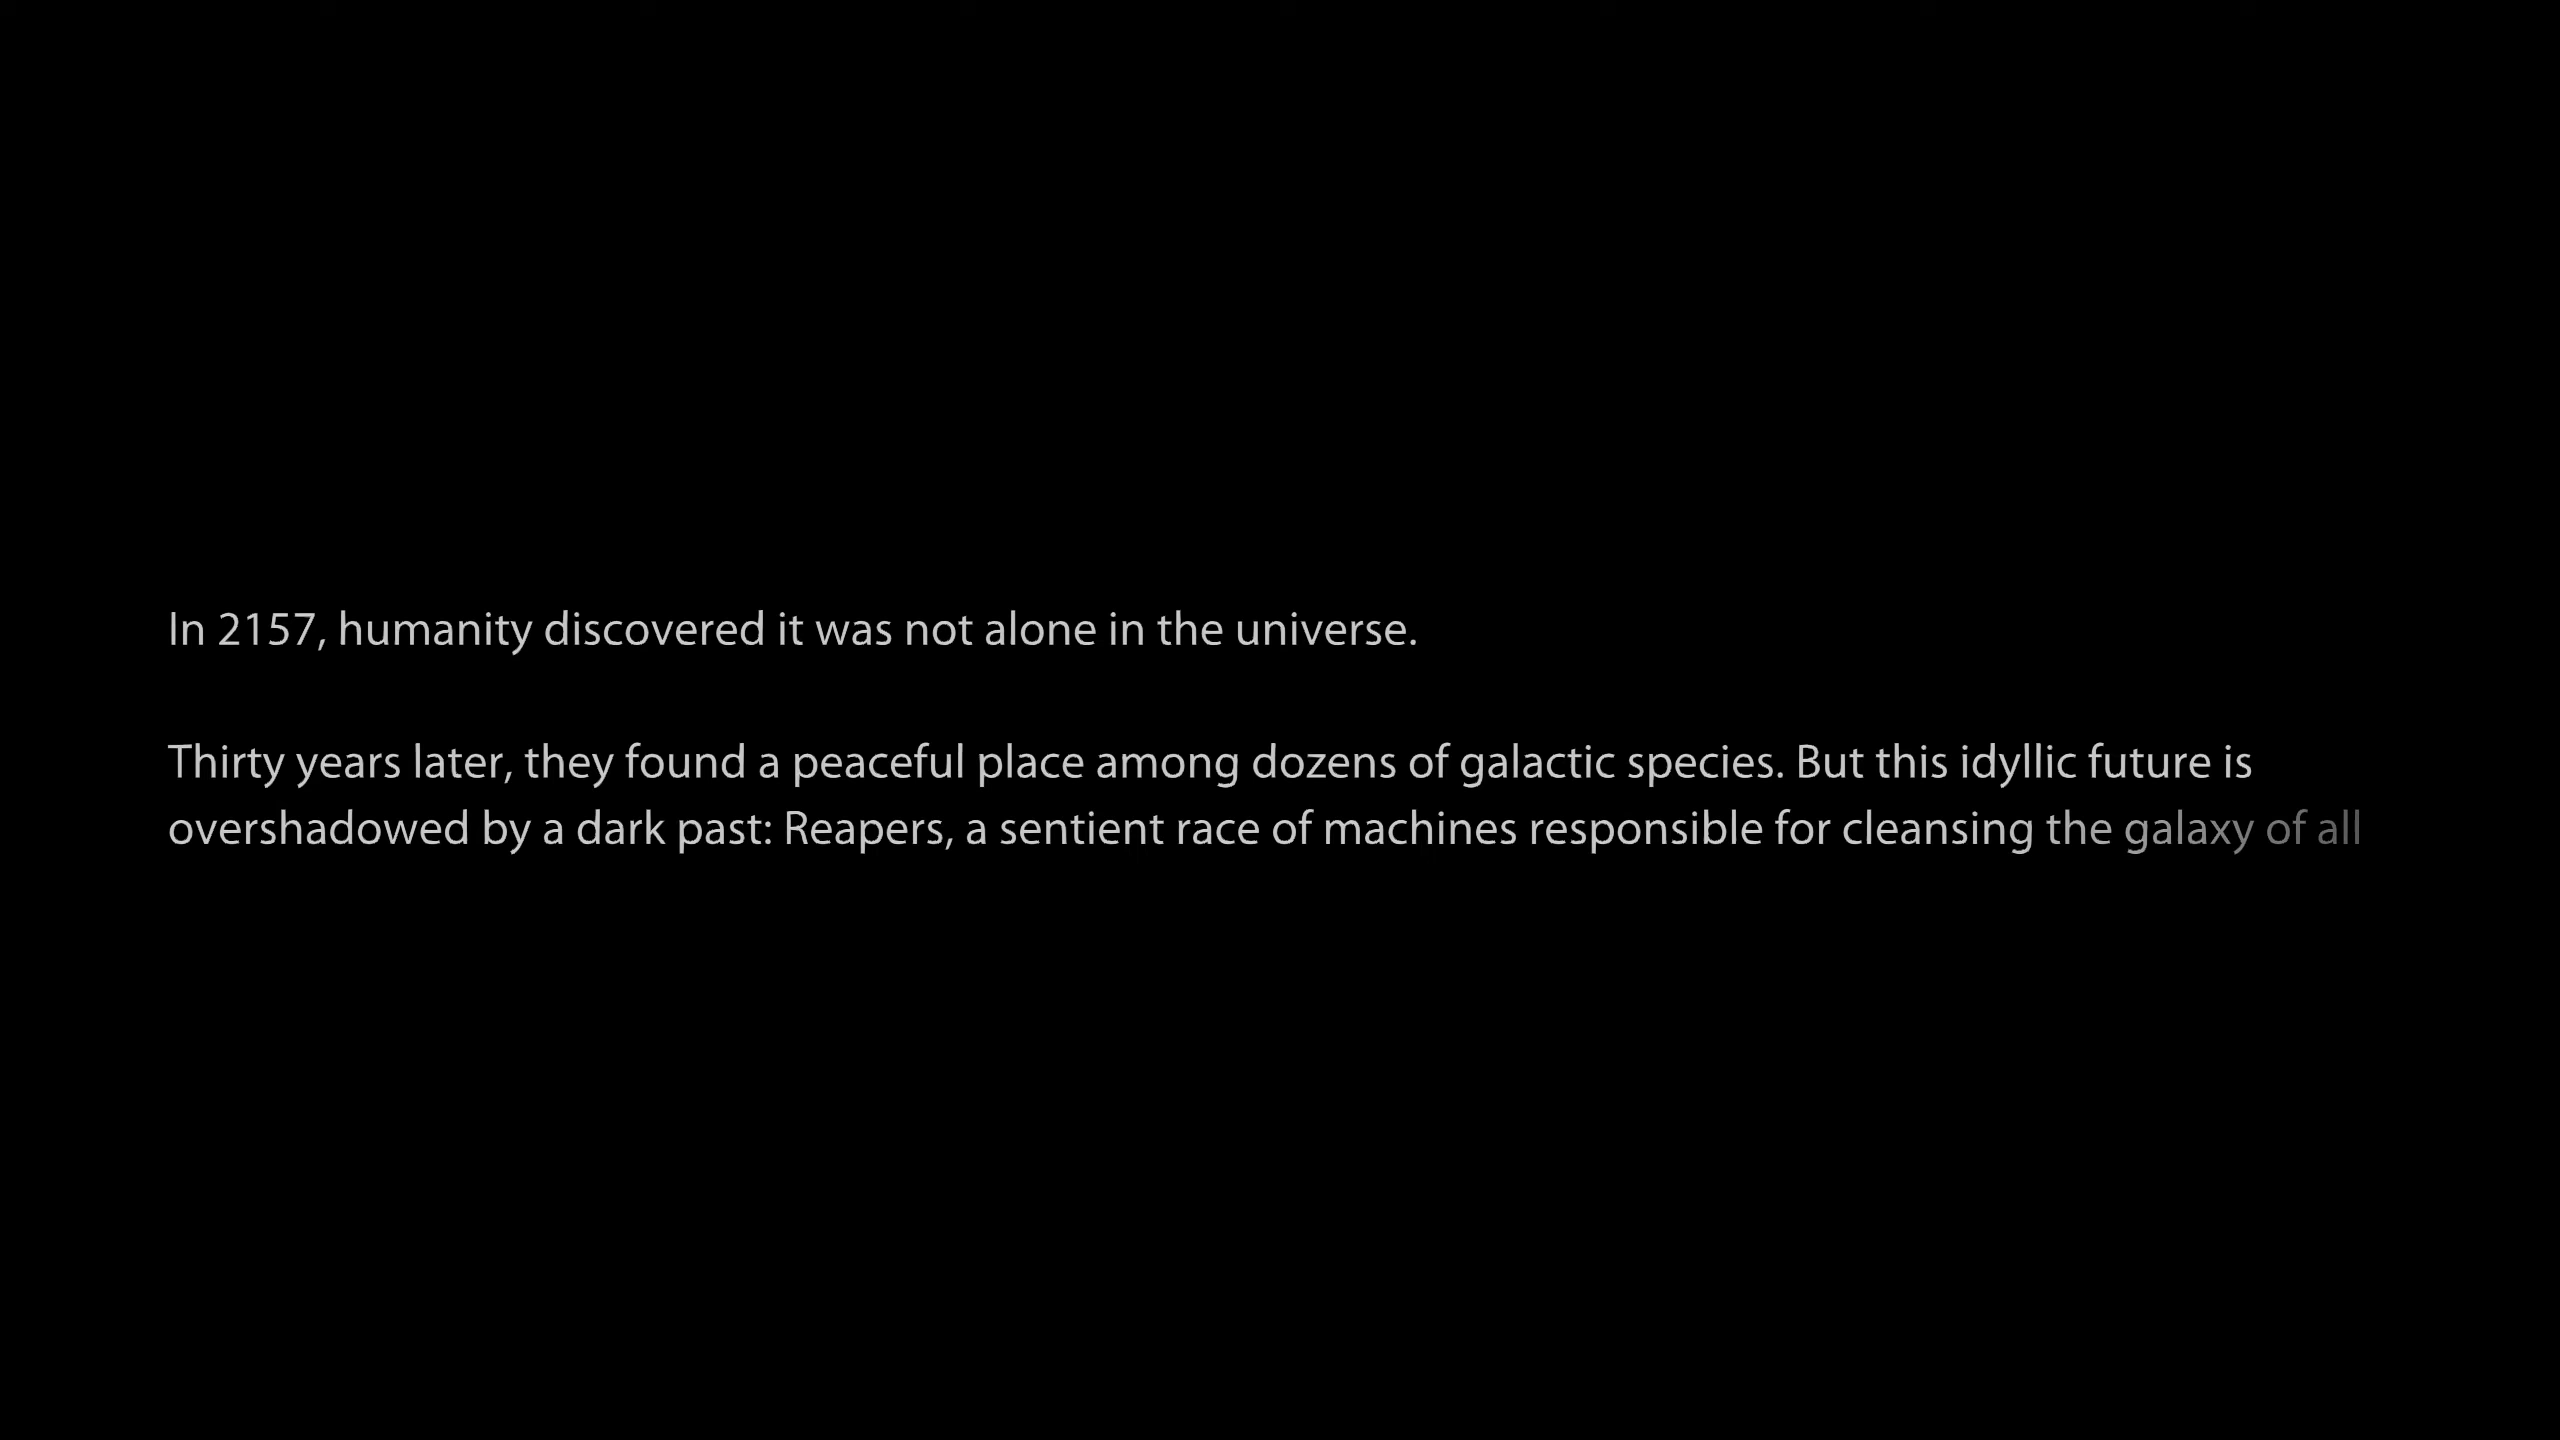 In 2157, humanity discovered it was not alone in the universe.
Thirty years later, they found a peaceful place among dozens of galactic species. But this idyllic future is
overshadowed by a dark past: Reapers, a sentient race of machines responsible for cleansing the galaxy of all